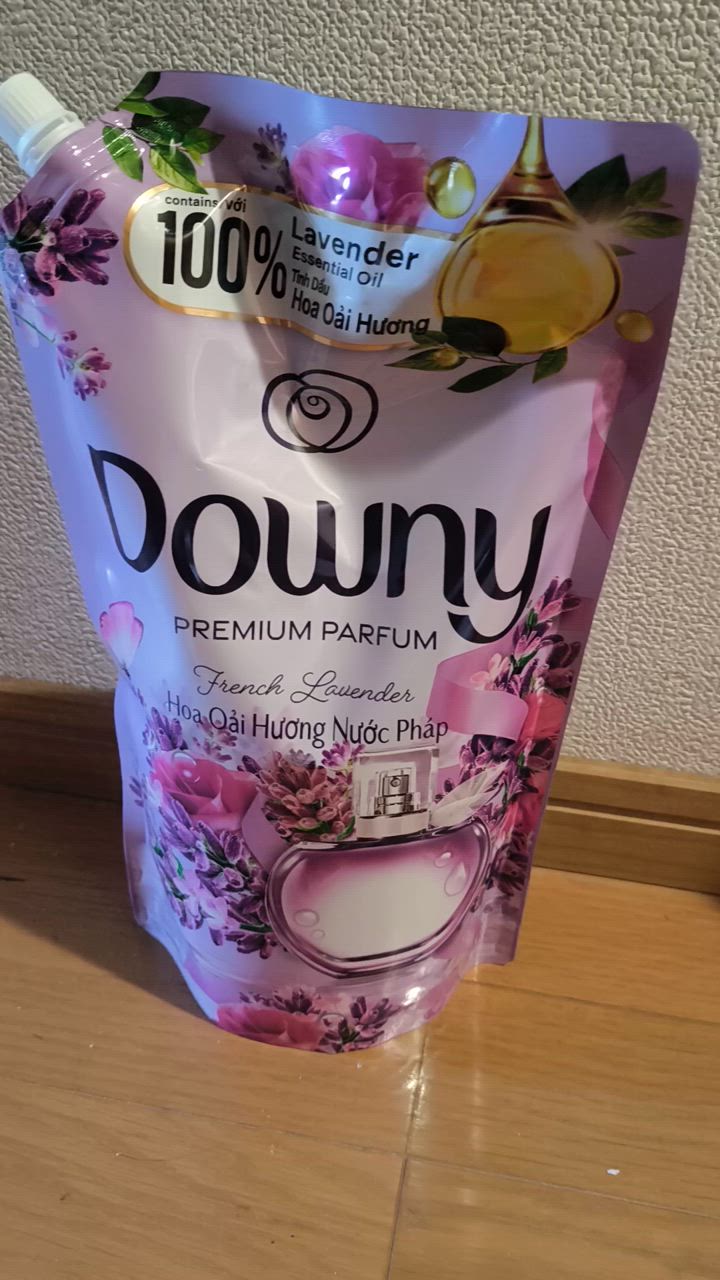 contains với
100%
Lavender
Essential Oil
Tinh Dầu
Hoa Oải Hương
Downy
PREMIUM PARFUM
French Lavender
Hoa Oải Hương Nước Pháp